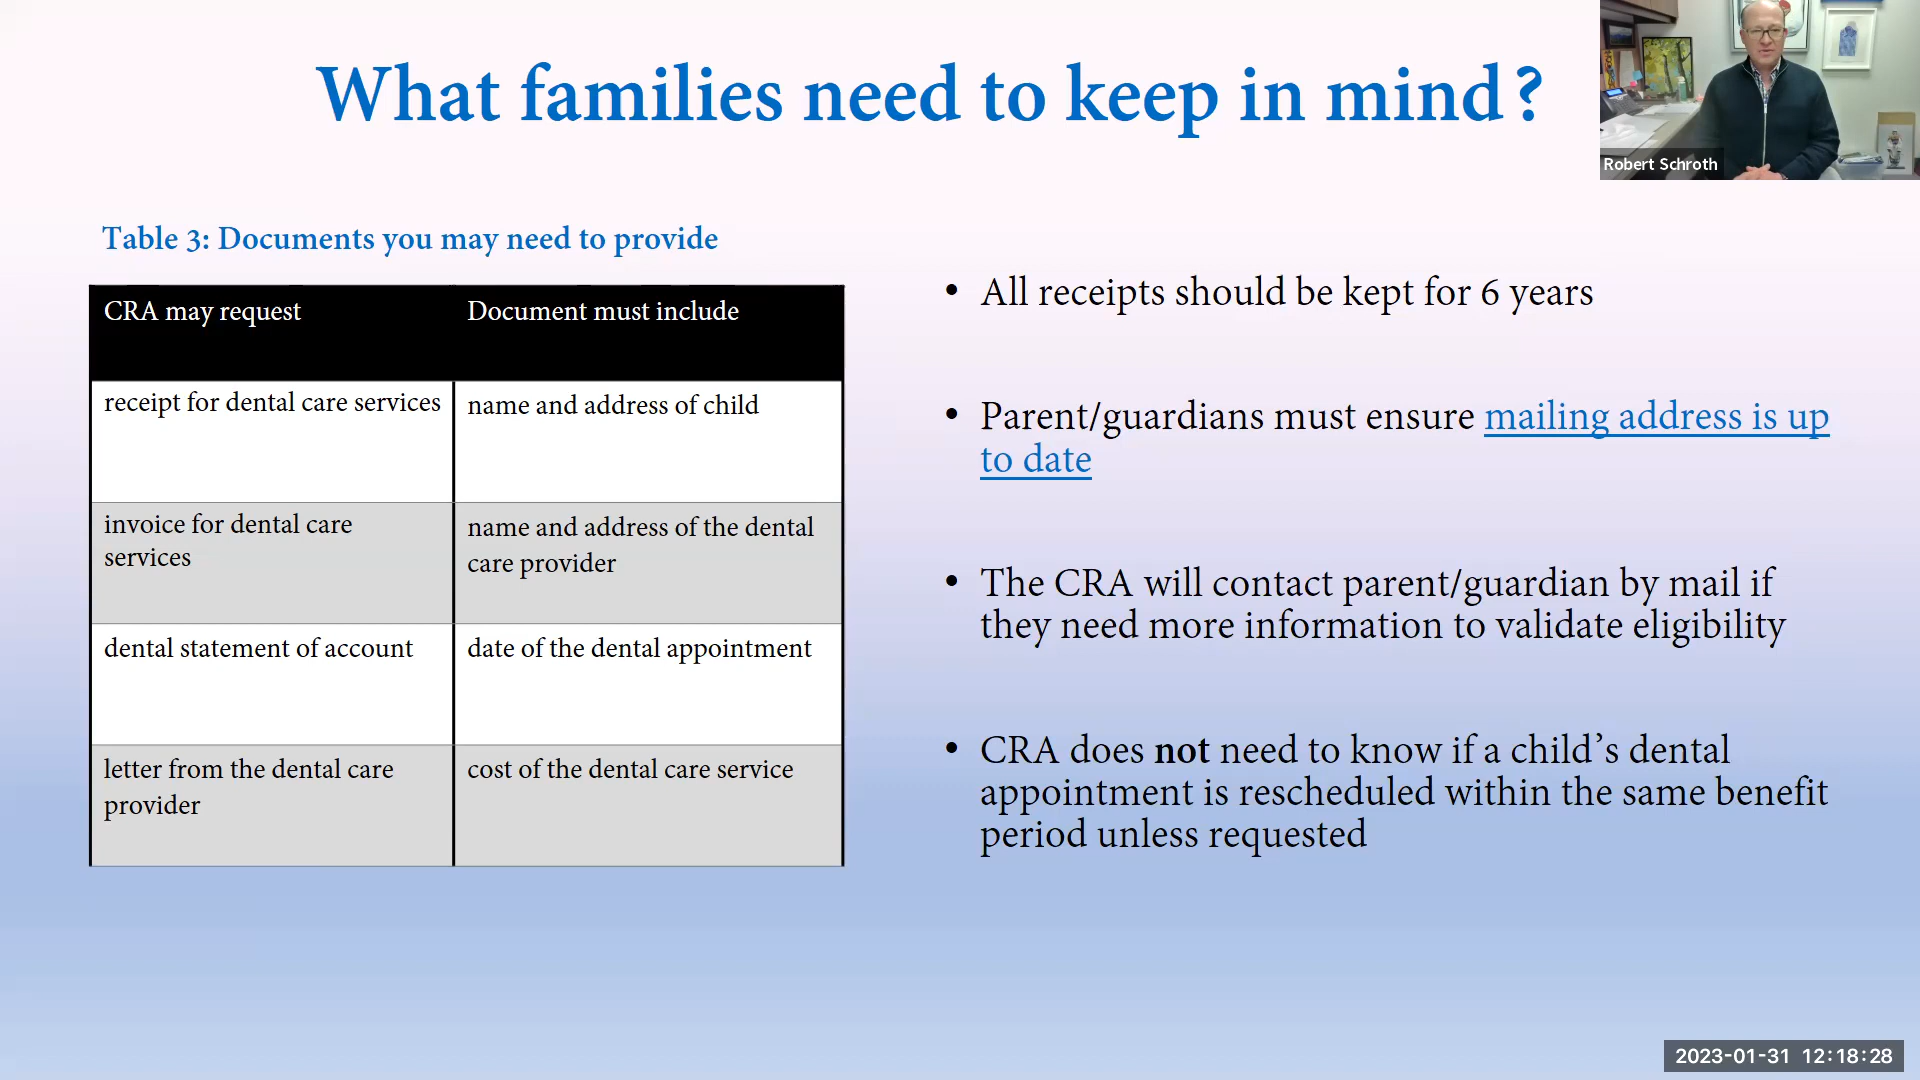 What families need to keep in mind?
Robert Schroth
Table 3: Documents you may need to provide
CRA may request
Document must include
receipt for dental care services
name and address of child
invoice for dental care
services
name and address of the dental
care provider
dental statement of account
date of the dental appointment
letter from the dental care
provider
cost of the dental care service
• All receipts should be kept for 6 years
• Parent/guardians must ensure mailing address is up
to date
• The CRA will contact parent/guardian by mail if
they need more information to validate eligibility
• CRA does not need to know if a child’s dental
appointment is rescheduled within the same benefit
period unless requested
2023-01-31 12:18:28